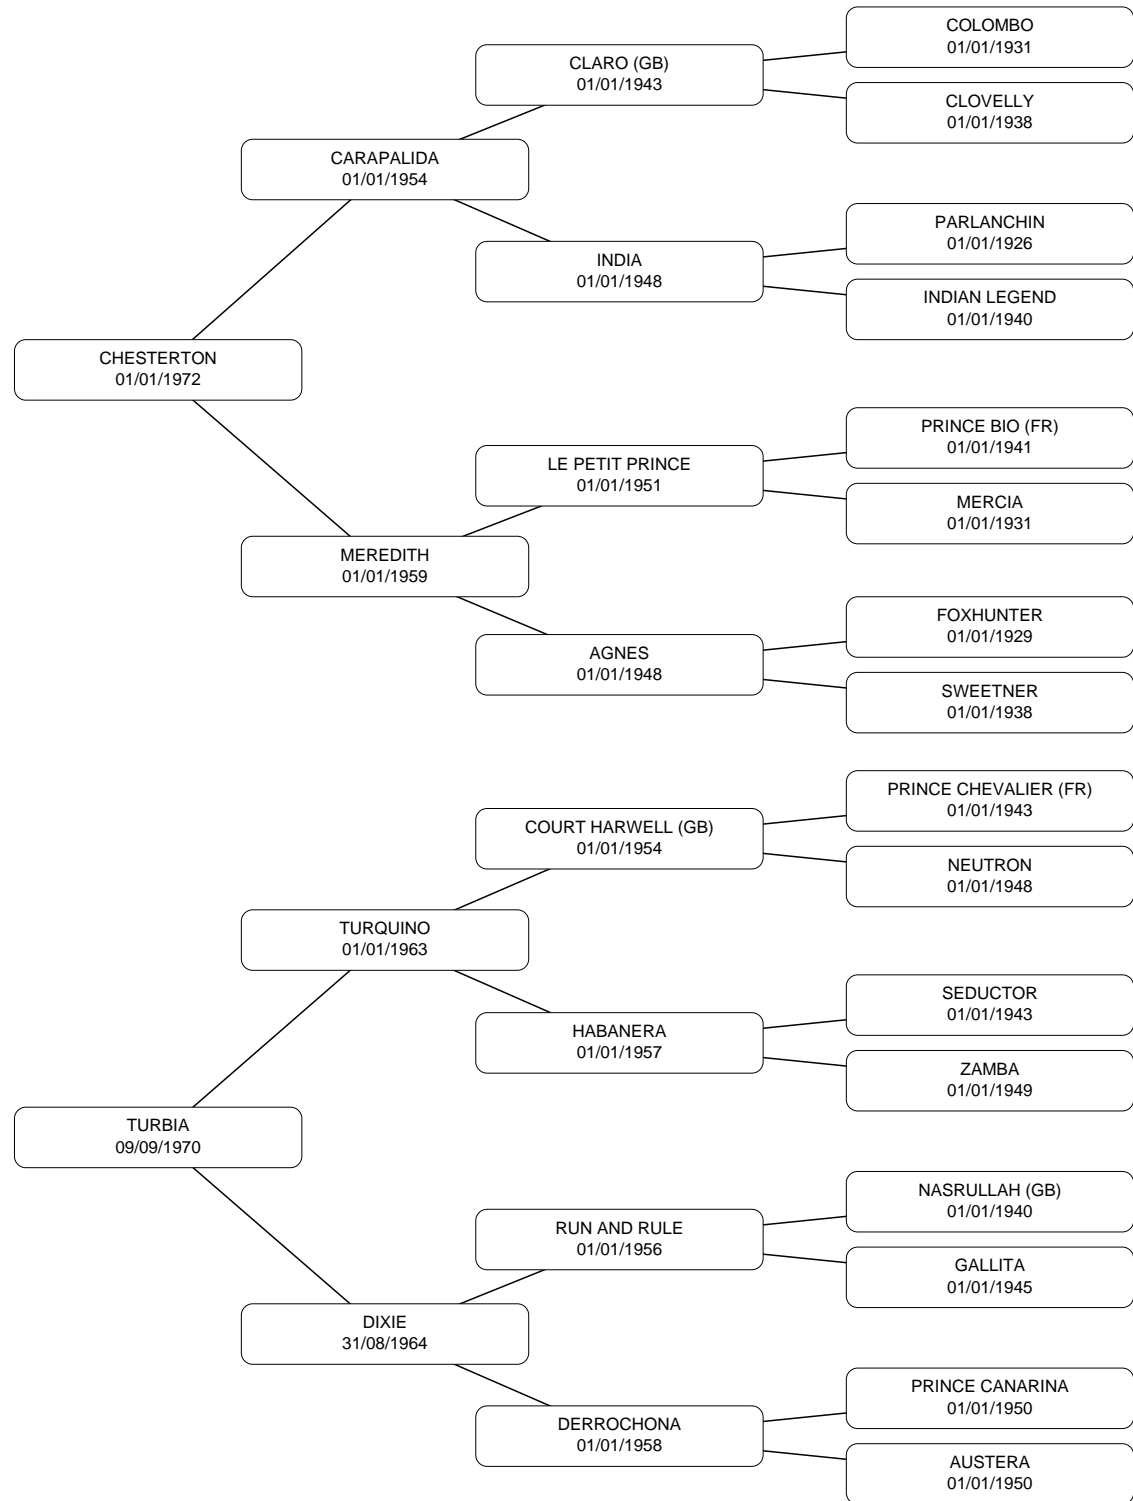 COLOMBO
01/01/1931
CLARO (GB)
01/01/1943
CLOVELLY
01/01/1938
CARAPALIDA
01/01/1954
PARLANCHIN
01/01/1926
INDIA
01/01/1948
INDIAN LEGEND
01/01/1940
CHESTERTON
01/01/1972
PRINCE BIO (FR)
01/01/1941
LE PETIT PRINCE
01/01/1951
MERCIA
01/01/1931
MEREDITH
01/01/1959
FOXHUNTER
01/01/1929
AGNES
01/01/1948
SWEETNER
01/01/1938
PRINCE CHEVALIER (FR)
01/01/1943
COURT HARWELL (GB)
01/01/1954
NEUTRON
01/01/1948
TURQUINO
01/01/1963
SEDUCTOR
01/01/1943
HABANERA
01/01/1957
ZAMBA
01/01/1949
TURBIA
09/09/1970
NASRULLAH (GB)
01/01/1940
RUN AND RULE
01/01/1956
GALLITA
01/01/1945
DIXIE
31/08/1964
PRINCE CANARINA
01/01/1950
DERROCHONA
01/01/1958
AUSTERA
01/01/1950